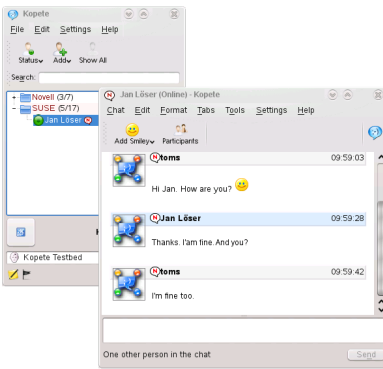 Kopete
File Edit Settings Help
Status Add Show All
Search:
Novell (3/7)
SUSE (5/17)
Jan Löser
Kopete Testbed
Jan Löser (Online) - Kopete
Chat Edit Format Tabs Tools Settings Help
Add Smiley Participants
toms 09:59:03
Hi Jan. How are you?
Jan Löser 09:59:28
Thanks. I'am fine. And you?
toms 09:59:42
I'm fine too.
One other person in the chat
Send